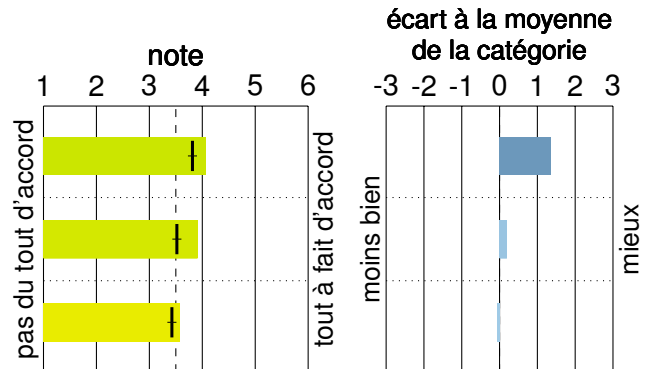 écart à la moyenne
de la catégorie
note
1 2 3 4 5 6
-3 -2 -1 0 1 2 3
pas du tout d'accord
tout à fait d'accord
moins bien
mieux